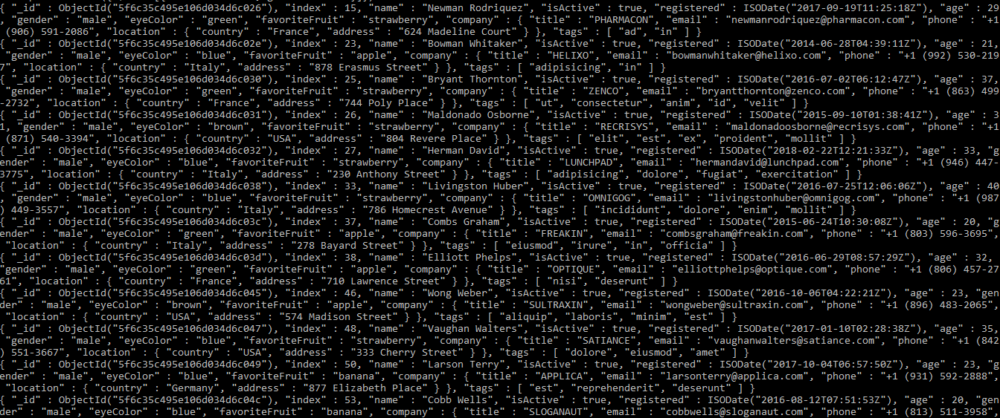 { "_id" : ObjectId("5f6c35c495e106d034d6c026"), "index" : 15, "name" : "Newman Rodriquez", "isActive" : true, "registered" : ISODate("2017-09-19T11:25:18Z"), "age" : 29
, "gender" : "male", "eyeColor" : "green", "favoriteFruit" : "strawberry", "company" : { "title" : "PHARMACON", "email" : "newmanrodriquez@pharmacon.com", "phone" : "+1
 (906) 591-2086", "location" : { "country" : "France", "address" : "624 Madeline Court" } }, "tags" : [ "ad", "in" ] }
{ "_id" : ObjectId("5f6c35c495e106d034d6c02e"), "index" : 23, "name" : "Bowman Whitaker", "isActive" : true, "registered" : ISODate("2014-06-28T04:39:11Z"), "age" : 21,
 "gender" : "male", "eyeColor" : "blue", "favoriteFruit" : "apple", "company" : { "title" : "HELIXO", "email" : "bowmanwhitaker@helixo.com", "phone" : "+1 (992) 530-219
7", "location" : { "country" : "Italy", "address" : "878 Erasmus Street" } }, "tags" : [ "adipisicing", "in" ] }
{ "_id" : ObjectId("5f6c35c495e106d034d6c030"), "index" : 25, "name" : "Bryant Thornton", "isActive" : true, "registered" : ISODate("2016-07-02T06:12:47Z"), "age" : 37,
 "gender" : "male", "eyeColor" : "green", "favoriteFruit" : "strawberry", "company" : { "title" : "ZENCO", "email" : "bryantthornton@zenco.com", "phone" : "+1 (863) 499
-2732", "location" : { "country" : "France", "address" : "744 Poly Place" } }, "tags" : [ "ut", "consectetur", "anim", "id", "velit" ] }
{ "_id" : ObjectId("5f6c35c495e106d034d6c031"), "index" : 26, "name" : "Maldonado Osborne", "isActive" : true, "registered" : ISODate("2015-09-10T01:38:41Z"), "age" : 3
1, "gender" : "male", "eyeColor" : "brown", "favoriteFruit" : "strawberry", "company" : { "title" : "RECRISYS", "email" : "maldonadoosborne@recrisys.com", "phone" : "+1
 (871) 540-3394", "location" : { "country" : "USA", "address" : "804 Revere Place" } }, "tags" : [ "elit", "est", "ex", "proident", "mollit" ] }
{ "_id" : ObjectId("5f6c35c495e106d034d6c032"), "index" : 27, "name" : "Herman David", "isActive" : true, "registered" : ISODate("2018-02-22T12:21:33Z"), "age" : 33, "g
ender" : "male", "eyeColor" : "blue", "favoriteFruit" : "strawberry", "company" : { "title" : "LUNCHPAD", "email" : "hermandavid@lunchpad.com", "phone" : "+1 (946) 447-
3775", "location" : { "country" : "Italy", "address" : "230 Anthony Street" } }, "tags" : [ "adipisicing", "dolore", "fugiat", "exercitation" ] }
{ "_id" : ObjectId("5f6c35c495e106d034d6c038"), "index" : 33, "name" : "Livingston Huber", "isActive" : true, "registered" : ISODate("2016-07-25T12:06:06Z"), "age" : 40
, "gender" : "male", "eyeColor" : "blue", "favoriteFruit" : "strawberry", "company" : { "title" : "OMNIGOG", "email" : "livingstonhuber@omnigog.com", "phone" : "+1 (987
) 449-3557", "location" : { "country" : "Italy", "address" : "786 Homecrest Avenue" } }, "tags" : [ "incididunt", "dolore", "enim", "mollit" ] }
{ "_id" : ObjectId("5f6c35c495e106d034d6c03c"), "index" : 37, "name" : "Combs Graham", "isActive" : true, "registered" : ISODate("2015-06-24T10:30:08Z"), "age" : 20, "g
ender" : "male", "eyeColor" : "green", "favoriteFruit" : "apple", "company" : { "title" : "FREAKIN", "email" : "combsgraham@freakin.com", "phone" : "+1 (803) 596-3695",
 "location" : { "country" : "Italy", "address" : "278 Bayard Street" } }, "tags" : [ "eiusmod", "irure", "in", "officia" ] }
{ "_id" : ObjectId("5f6c35c495e106d034d6c03d"), "index" : 38, "name" : "Elliott Phelps", "isActive" : true, "registered" : ISODate("2016-06-29T08:57:29Z"), "age" : 32,
"gender" : "male", "eyeColor" : "green", "favoriteFruit" : "apple", "company" : { "title" : "OPTIQUE", "email" : "elliottphelps@optique.com", "phone" : "+1 (806) 457-27
61", "location" : { "country" : "France", "address" : "710 Lawrence Street" } }, "tags" : [ "nisi", "deserunt" ] }
{ "_id" : ObjectId("5f6c35c495e106d034d6c045"), "index" : 46, "name" : "Wong Weber", "isActive" : true, "registered" : ISODate("2016-10-06T04:22:21Z"), "age" : 23, "gen
der" : "male", "eyeColor" : "brown", "favoriteFruit" : "apple", "company" : { "title" : "SULTRAXIN", "email" : "wongweber@sultraxin.com", "phone" : "+1 (896) 483-2065",
 "location" : { "country" : "USA", "address" : "574 Madison Street" } }, "tags" : [ "aliquip", "laboris", "minim", "est" ] }
{ "_id" : ObjectId("5f6c35c495e106d034d6c047"), "index" : 48, "name" : "Vaughan Walters", "isActive" : true, "registered" : ISODate("2017-01-10T02:28:38Z"), "age" : 35,
 "gender" : "male", "eyeColor" : "blue", "favoriteFruit" : "strawberry", "company" : { "title" : "SATIANCE", "email" : "vaughanwalters@satiance.com", "phone" : "+1 (842
) 551-3667", "location" : { "country" : "USA", "address" : "333 Cherry Street" } }, "tags" : [ "dolore", "eiusmod", "amet" ] }
{ "_id" : ObjectId("5f6c35c495e106d034d6c049"), "index" : 50, "name" : "Larson Terry", "isActive" : true, "registered" : ISODate("2017-10-04T06:57:50Z"), "age" : 23, "g
ender" : "male", "eyeColor" : "green", "favoriteFruit" : "banana", "company" : { "title" : "APPLICA", "email" : "larsonterry@applica.com", "phone" : "+1 (931) 592-2888",
 "location" : { "country" : "Germany", "address" : "877 Elizabeth Place" } }, "tags" : [ "est", "reprehenderit", "deserunt" ] }
{ "_id" : ObjectId("5f6c35c495e106d034d6c04c"), "index" : 53, "name" : "Cobb Wells", "isActive" : true, "registered" : ISODate("2016-08-12T07:51:53Z"), "age" : 20, "gen
der" : "male", "eyeColor" : "blue", "favoriteFruit" : "banana", "company" : { "title" : "SLOGANAUT", "email" : "cobbwells@sloganaut.com", "phone" : "+1 (813) 511-3958",